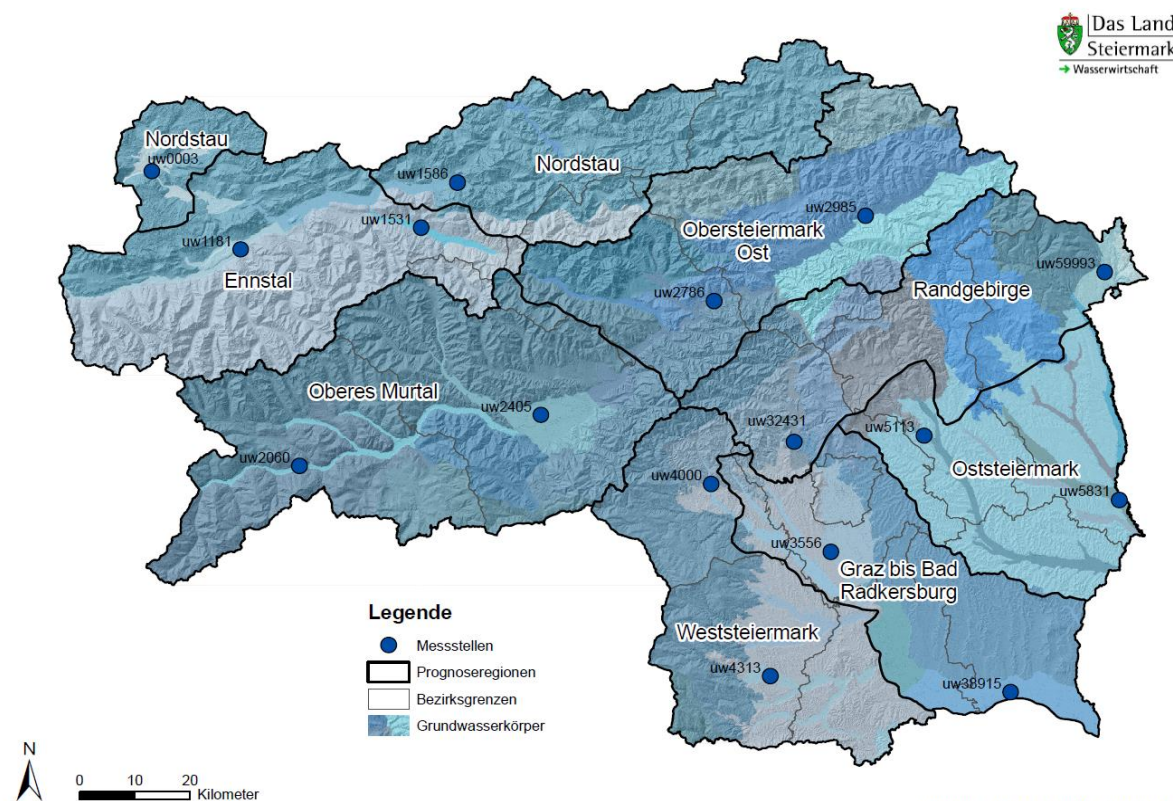 Das Land
Steiermark
→ Wasserwirtschaft
Nordstau
uw0003
Nordstau
uw1586
uw1531
uw1181
Ennstal
uw2985
Obersteiermark
Ost
uw59993
uw2786
Randgebirge
Oberes Murtal
uw2405
uw32431
uw5113
uw2060
uw4000
Oststeiermark
uw5831
uw3556
Graz bis Bad
Radkersburg
Weststeiermark
uw4313
uw38915
Legende
Messstellen
Prognoseregionen
Bezirksgrenzen
Grundwasserkörper
N
0 10 20
Kilometer